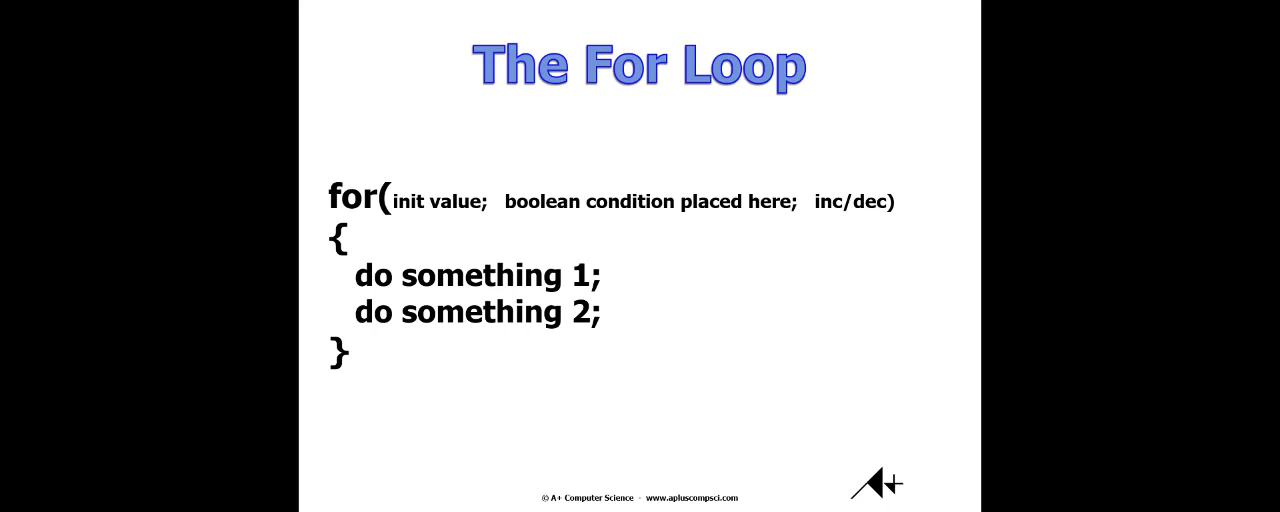 The For Loop
for(init value; boolean condition placed here; inc/dec)
{
do something 1;
do something 2;
}
A+
© A+ Computer Science - www.apluscompsci.com